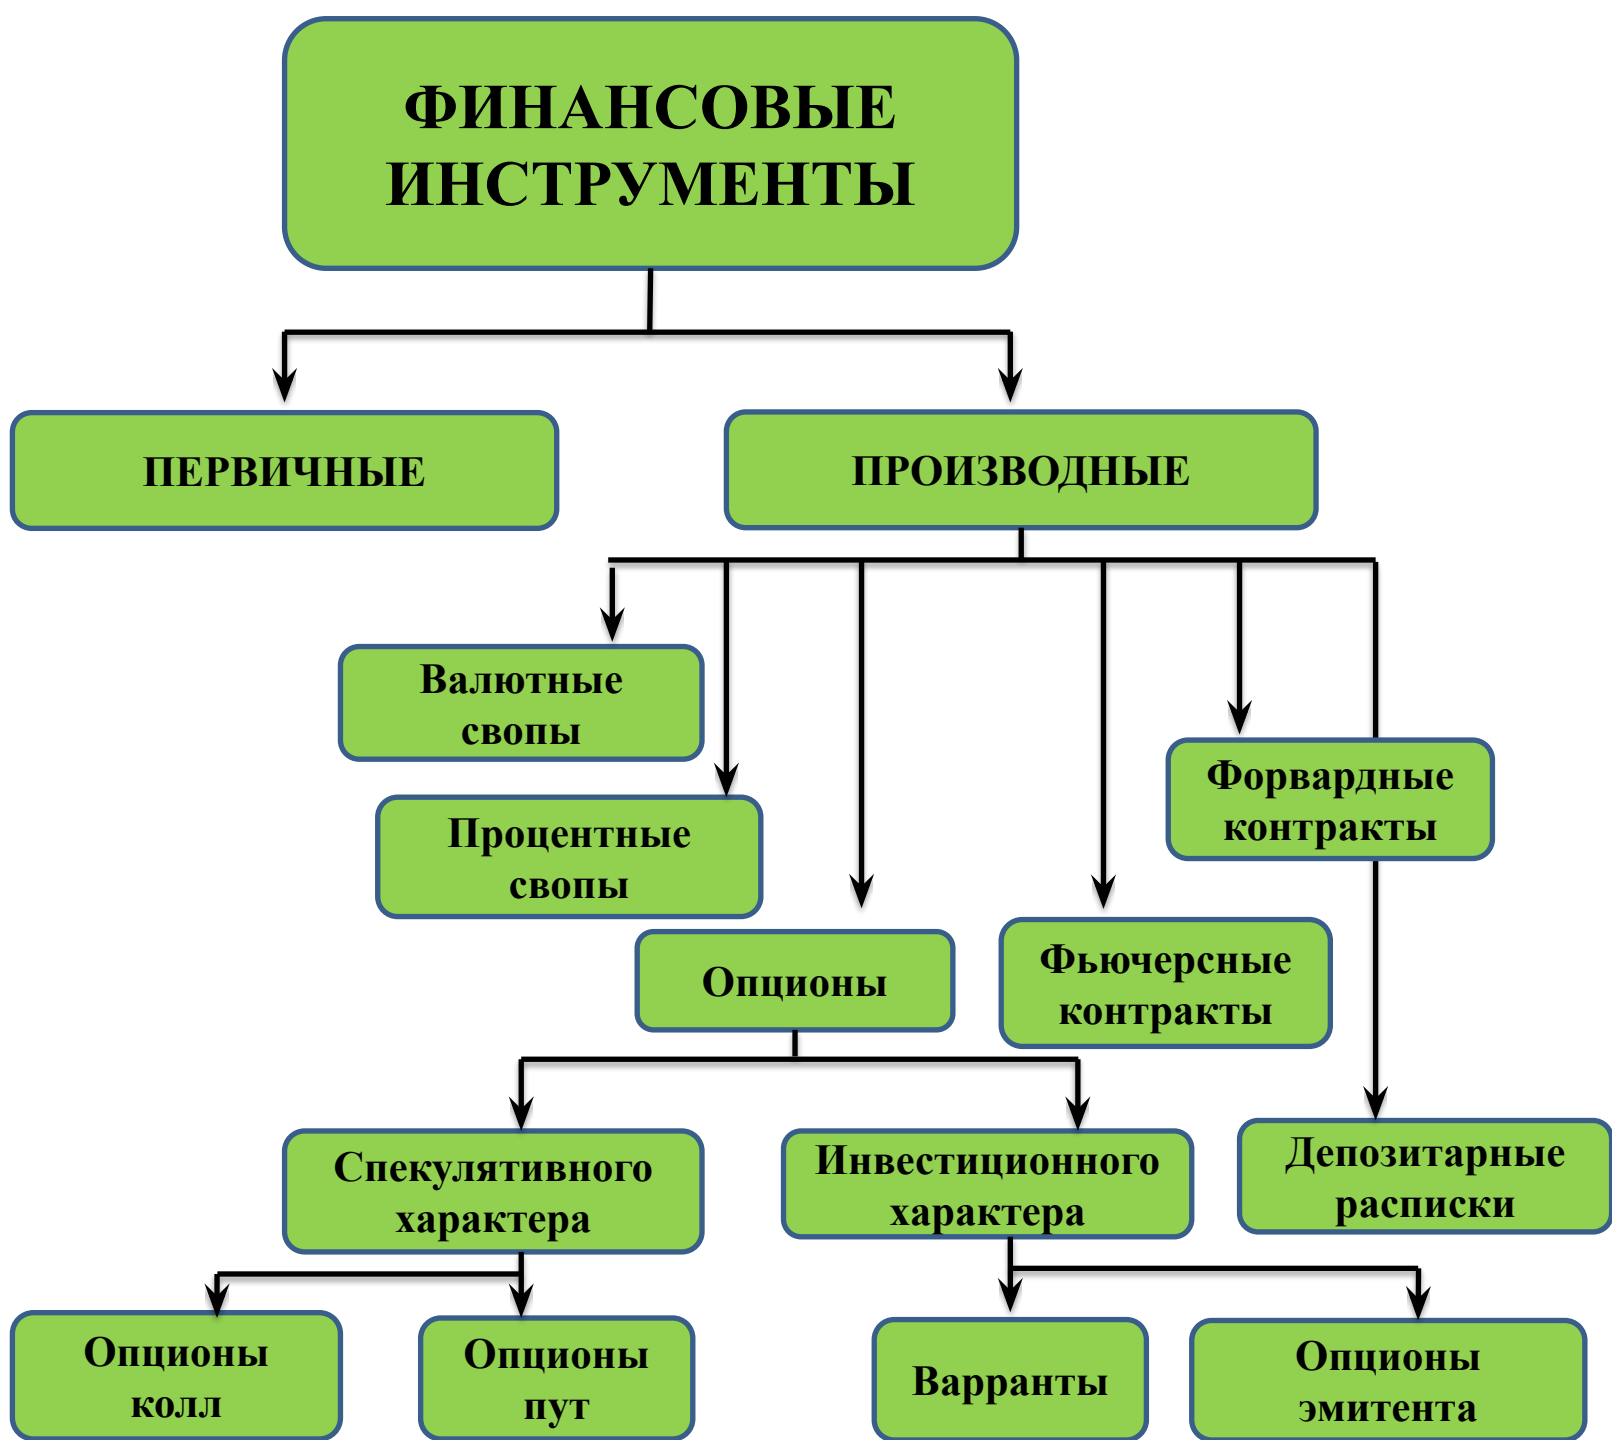 ФИНАНСОВЫЕ
ИНСТРУМЕНТЫ
ПЕРВИЧНЫЕ
ПРОИЗВОДНЫЕ
Валютные
свопы
Процентные
свопы
Опционы
Фьючерсные
контракты
Форвардные
контракты
Спекулятивного
характера
Инвестиционного
характера
Депозитарные
расписки
Опционы
колл
Опционы
пут
Варранты
Опционы
эмитента